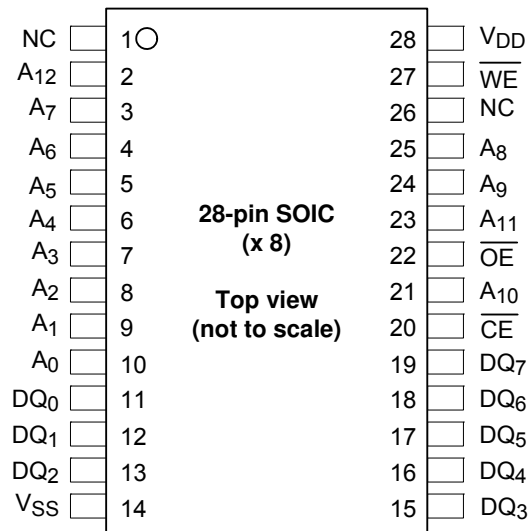 NC 1 28 VDD
A12 2 27 WE
A7 3 26 NC
A6 4 25 A8
A5 5 24 A9
A4 6 28-pin SOIC 23 A11
A3 7 (x 8) 22 OE
A2 8 Top view 21 A10
A1 9 (not to scale) 20 CE
A0 10 19 DQ7
DQ0 11 18 DQ6
DQ1 12 17 DQ5
DQ2 13 16 DQ4
VSS 14 15 DQ3